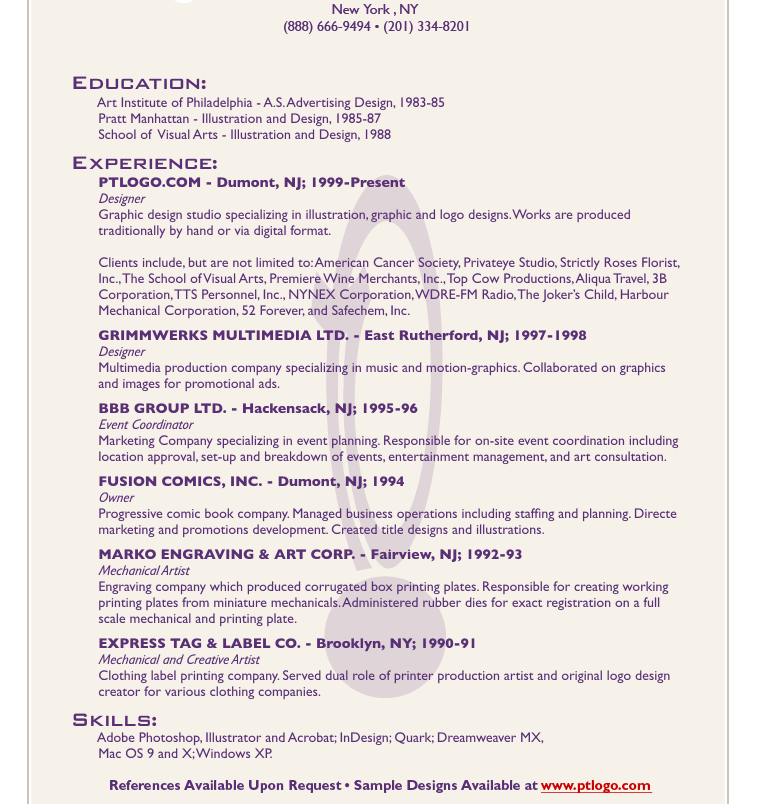 New York , NY
(888) 666-9494 • (201) 334-8201
EDUCATION:
Art Institute of Philadelphia - A.S. Advertising Design, 1983-85
Pratt Manhattan - Illustration and Design, 1985-87
School of Visual Arts - Illustration and Design, 1988
EXPERIENCE:
PTLOGO.COM - Dumont, NJ; 1999-Present
Designer
Graphic design studio specializing in illustration, graphic and logo designs. Works are produced
traditionally by hand or via digital format.
Clients include, but are not limited to: American Cancer Society, Privateye Studio, Strictly Roses Florist,
Inc., The School of Visual Arts, Premiere Wine Merchants, Inc., Top Cow Productions, Aliqua Travel, 3B
Corporation, TTS Personnel, Inc., NYNEX Corporation, WDRE-FM Radio, The Joker's Child, Harbour
Mechanical Corporation, 52 Forever, and Safechem, Inc.
GRIMMWERKS MULTIMEDIA LTD. - East Rutherford, NJ; 1997-1998
Designer
Multimedia production company specializing in music and motion-graphics. Collaborated on graphics
and images for promotional ads.
BBB GROUP LTD. - Hackensack, NJ; 1995-96
Event Coordinator
Marketing Company specializing in event planning. Responsible for on-site event coordination including
location approval, set-up and breakdown of events, entertainment management, and art consultation.
FUSION COMICS, INC. - Dumont, NJ; 1994
Owner
Progressive comic book company. Managed business operations including staffing and planning. Directe
marketing and promotions development. Created title designs and illustrations.
MARKO ENGRAVING & ART CORP. - Fairview, NJ; 1992-93
Mechanical Artist
Engraving company which produced corrugated box printing plates. Responsible for creating working
printing plates from miniature mechanicals. Administered rubber dies for exact registration on a full
scale mechanical and printing plate.
EXPRESS TAG & LABEL CO. - Brooklyn, NY; 1990-91
Mechanical and Creative Artist
Clothing label printing company. Served dual role of printer production artist and original logo design
creator for various clothing companies.
SKILLS:
Adobe Photoshop, Illustrator and Acrobat; InDesign; Quark; Dreamweaver MX,
Mac OS 9 and X; Windows XP.
References Available Upon Request • Sample Designs Available at www.ptlogo.com